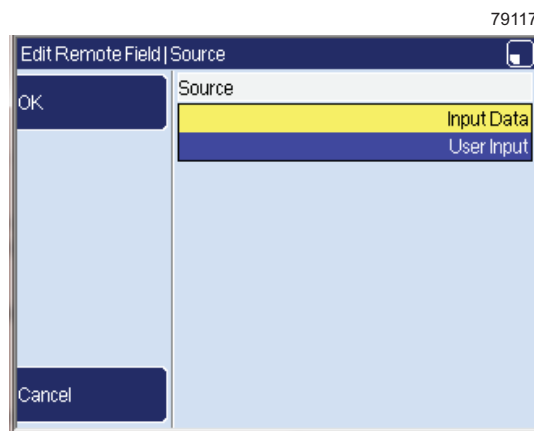 79117
Edit Remote Field | Source
OK
Source
Input Data
User Input
Cancel